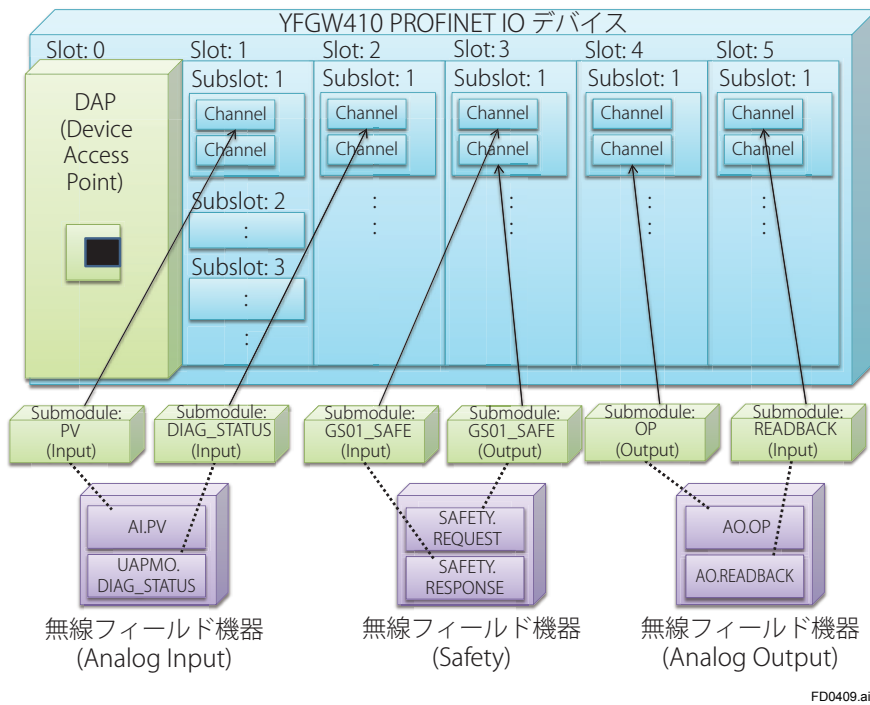 YFGW410 PROFINET IO デバイス
Slot: 0
Slot: 1
Slot: 2
Slot: 3
Slot: 4
Slot: 5
DAP
(Device
Access
Point)
Subslot: 1
Subslot: 1
Subslot: 1
Subslot: 1
Subslot: 1
Channel
Channel
Channel
Channel
Channel
Channel
Channel
Channel
Channel
Channel
Subslot: 2
:
Subslot: 3
:
:
:
:
:
:
:
:
:
:
:
Submodule:
PV
(Input)
Submodule:
DIAG_STATUS
(Input)
Submodule:
GS01_SAFE
(Input)
Submodule:
GS01_SAFE
(Output)
Submodule:
OP
(Output)
Submodule:
READBACK
(Input)
AI.PV
UAPMO.
DIAG_STATUS
SAFETY.
REQUEST
SAFETY.
RESPONSE
AO.OP
AO.READBACK
無線フィールド機器
(Analog Input)
無線フィールド機器
(Safety)
無線フィールド機器
(Analog Output)
FD0409.ai